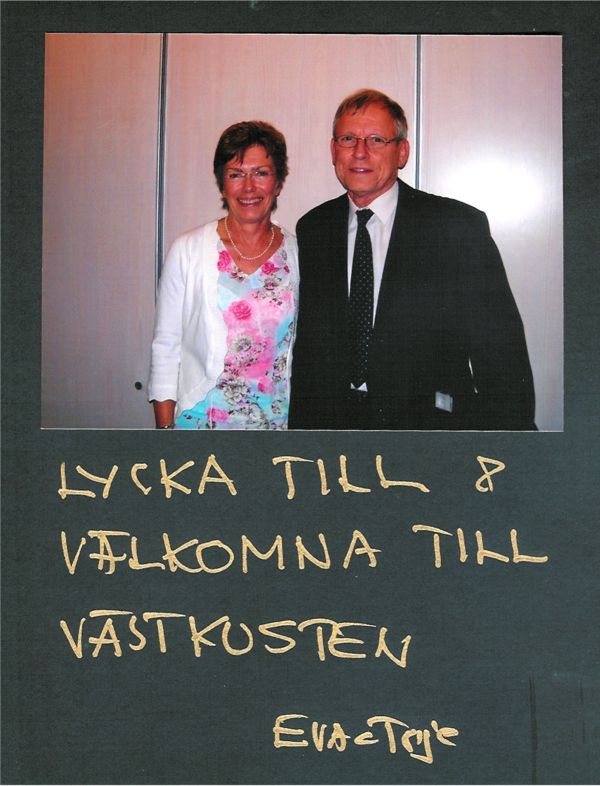 LYCKA TILL &
VÄLKOMNA TILL
VÄSTKUSTEN
EVA & Terje